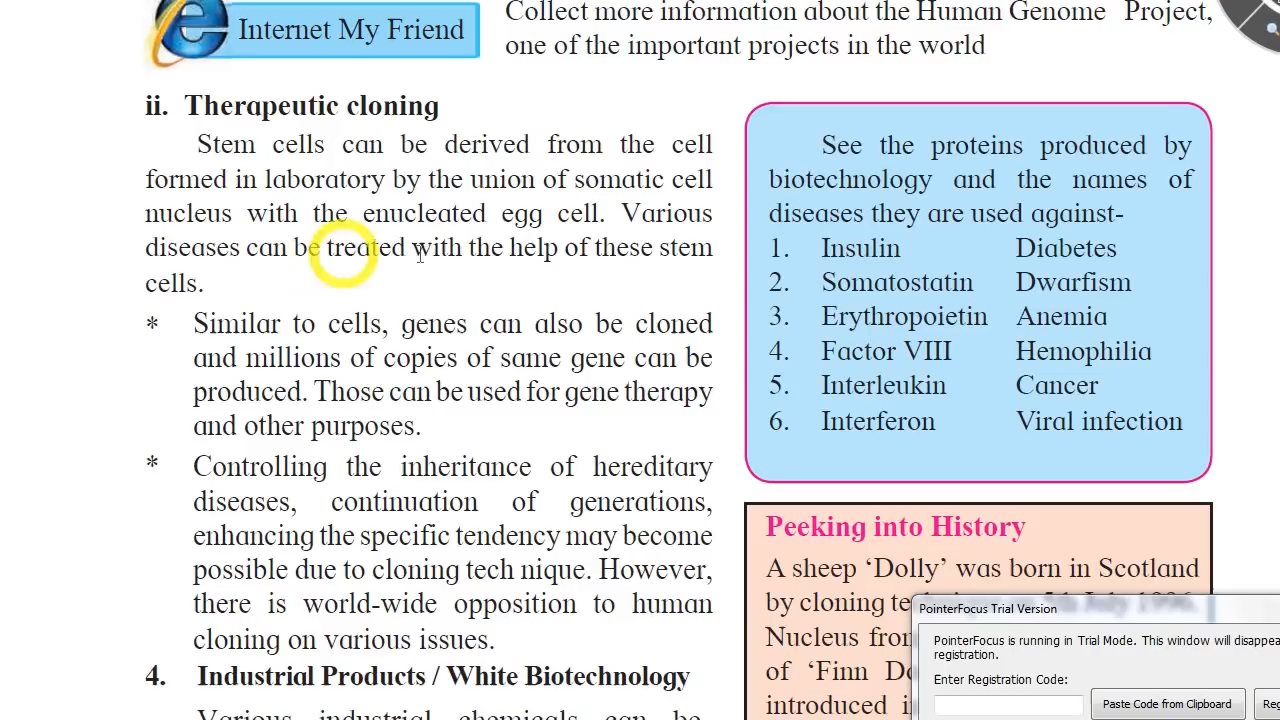 Internet My Friend
Collect more information about the Human Genome Project,
one of the important projects in the world
ii. Therapeutic cloning
Stem cells can be derived from the cell
formed in laboratory by the union of somatic cell
nucleus with the enucleated egg cell. Various
diseases can be treated with the help of these stem
cells.
* Similar to cells, genes can also be cloned
and millions of copies of same gene can be
produced. Those can be used for gene therapy
and other purposes.
* Controlling the inheritance of hereditary
diseases, continuation of generations,
enhancing the specific tendency may become
possible due to cloning tech nique. However,
there is world-wide opposition to human
cloning on various issues.
4. Industrial Products / White Biotechnology
Various industrial chemicals can be
See the proteins produced by
biotechnology and the names of
diseases they are used against-
1. Insulin Diabetes
2. Somatostatin Dwarfism
3. Erythropoietin Anemia
4. Factor VIII Hemophilia
5. Interleukin Cancer
6. Interferon Viral infection
Peeking into History
A sheep ‘Dolly’ was born in Scotland
by cloning 5th July 1996.
Nucleus
of ‘Finn
introduced
PointerFocus Trial Version
PointerFocus is running in Trial Mode. This window will
registration.
Enter Registration Code:
Paste Code from Clipboard